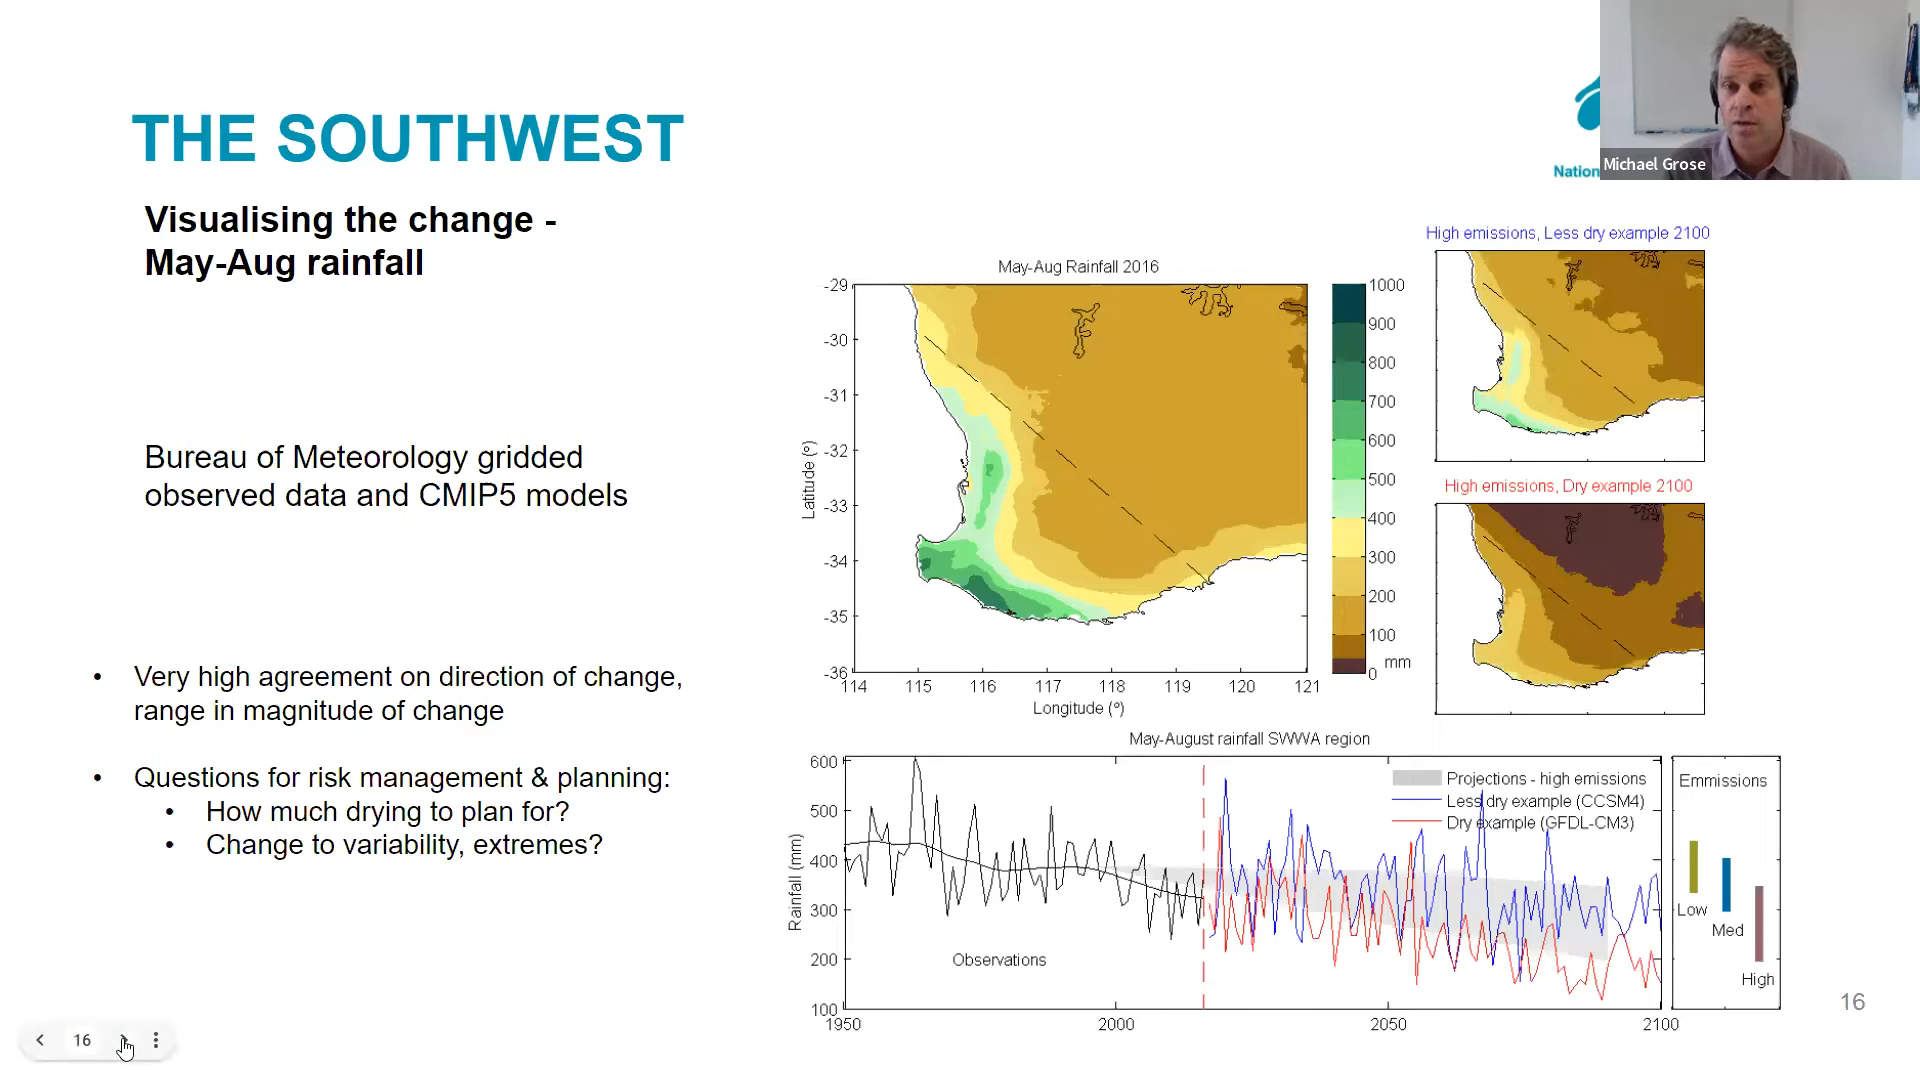 THE SOUTHWEST
Visualising the change -
May-Aug rainfall
Bureau of Meteorology gridded
observed data and CMIP5 models
• Very high agreement on direction of change,
range in magnitude of change
• Questions for risk management & planning:
• How much drying to plan for?
• Change to variability, extremes?
Nation
Michael Grose
May-Aug Rainfall 2016
-29
-30
-31
-32
-33
-34
-35
-36
Latitude (º)
114 115 116 117 118 119 120 121
Longitude (º)
1000
900
800
700
600
500
400
300
200
100
0
mm
High emissions, Less dry example 2100
High emissions, Dry example 2100
May-August rainfall SWWA region
600
500
400
300
200
100
Rainfall (mm)
1950 2000 2050 2100
Observations
Projections - high emissions
Less dry example (CCSM4)
Dry example (GFDL-CM3)
Emmissions
Low
Med
High
16
16